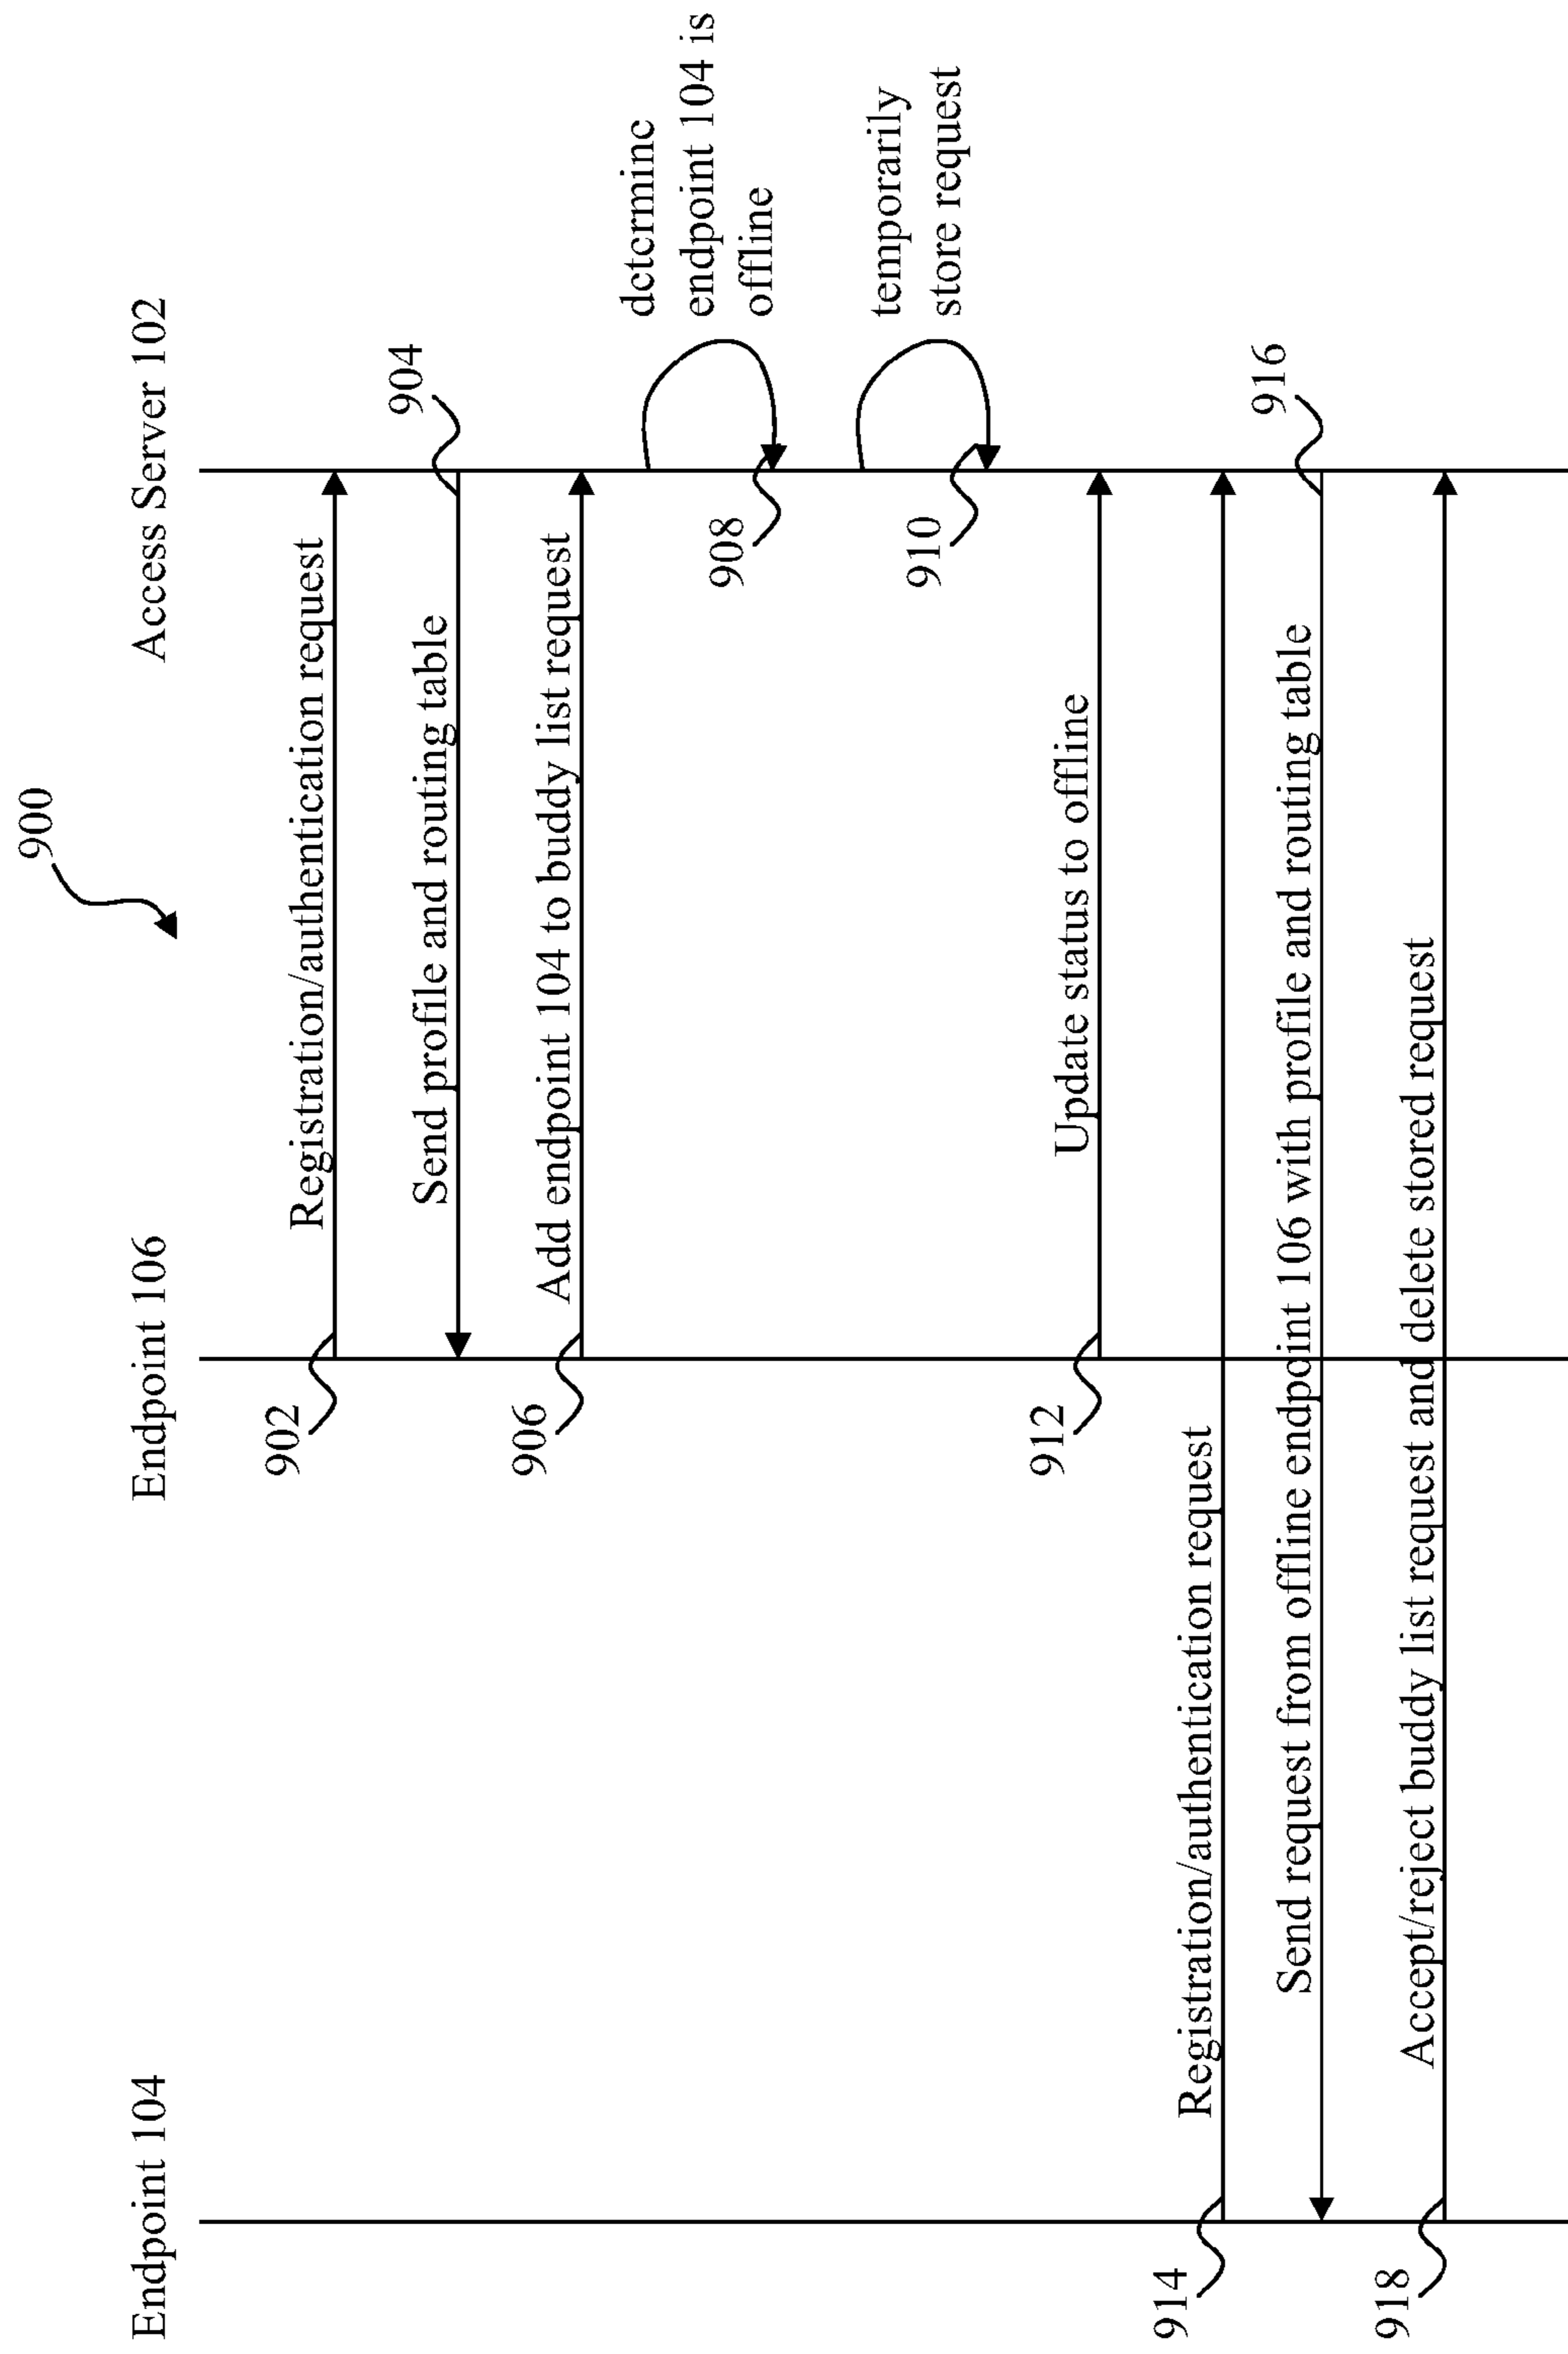 900
Endpoint 104
Endpoint 106
Access Server 102
902
Registration/authentication request
904
Send profile and routing table
906
Add endpoint 104 to buddy list request
determine
endpoint 104 is
offline
908
temporarily
store request
910
912
Update status to offline
914
Registration/authentication request
916
Send request from offline endpoint 106 with profile and routing table
918
Accept/reject buddy list request and delete stored request